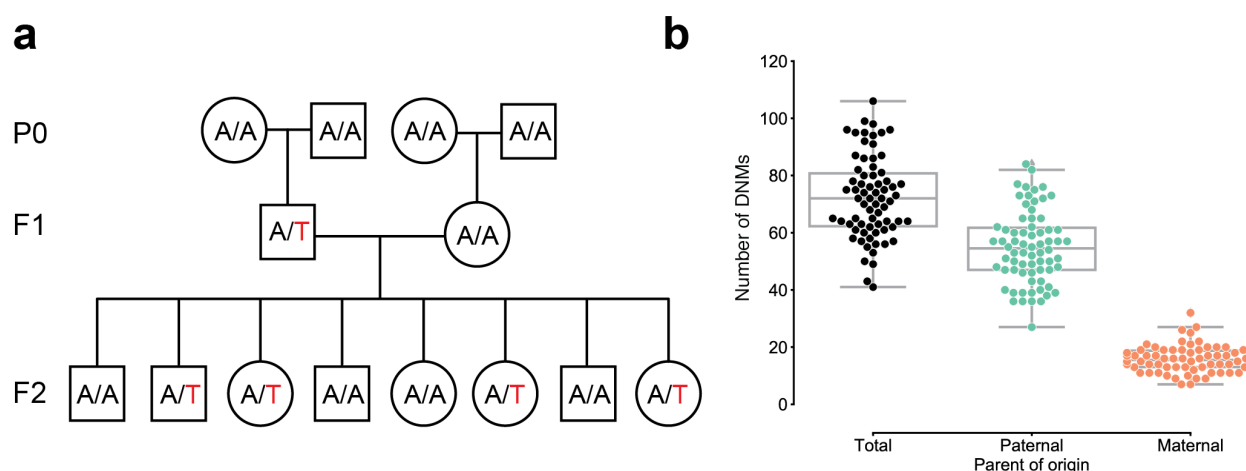 a
P0
A/A A/A A/A A/A
F1
A/T A/A
F2
A/A A/T A/T A/A A/A A/T A/A A/T
b
Number of DNMs
120
100
80
60
40
20
0
Total Paternal Maternal
Parent of origin